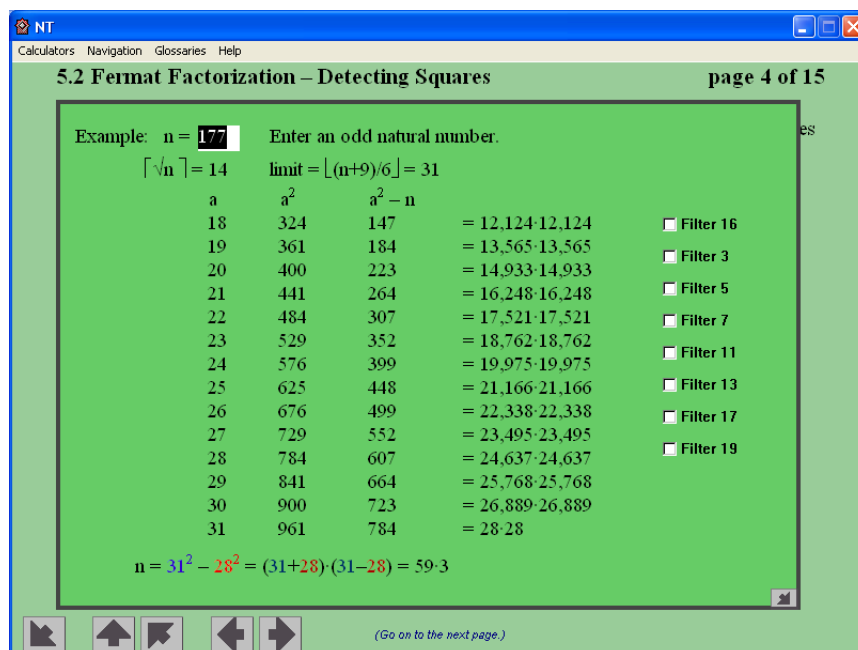 NT
Calculators Navigation Glossaries Help
5.2 Fermat Factorization – Detecting Squares page 4 of 15
es
Example: n = 177 Enter an odd natural number.
⌈√n⌉ = 14 limit = ⌊(n+9)/6⌋ = 31
a a² a² – n
18 324 147 = 12,124·12,124 Filter 16
19 361 184 = 13,565·13,565
20 400 223 = 14,933·14,933 Filter 3
21 441 264 = 16,248·16,248 Filter 5
22 484 307 = 17,521·17,521 Filter 7
23 529 352 = 18,762·18,762
24 576 399 = 19,975·19,975 Filter 11
25 625 448 = 21,166·21,166 Filter 13
26 676 499 = 22,338·22,338 Filter 17
27 729 552 = 23,495·23,495
28 784 607 = 24,637·24,637 Filter 19
29 841 664 = 25,768·25,768
30 900 723 = 26,889·26,889
31 961 784 = 28·28
n = 31² – 28² = (31+28)·(31–28) = 59·3
(Go on to the next page.)